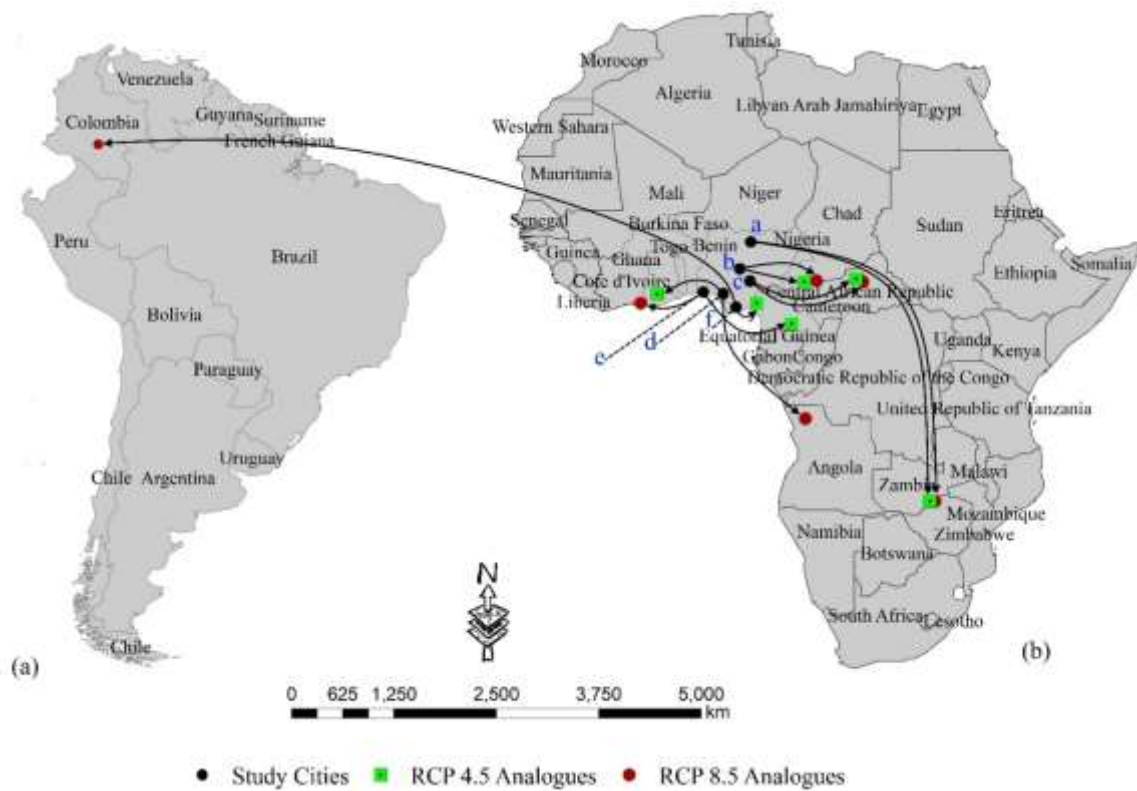 Venezuela
Guyana
Suriname
Colombia
French Guiana
Peru
Brazil
Bolivia
Paraguay
Uruguay
Chile
Argentina
Chile
(a)
Tunisia
Morocco
Algeria
Libyan Arab Jamahiriya
Egypt
Western Sahara
Mauritania
Mali
Niger
Chad
Sudan
Eritrea
Senegal
Burkina Faso
a
Nigeria
Guinea
Togo
Benin
b
Ethiopia
Somalia
Ghana
c
Cote d'Ivoire
Central African Republic
Liberia
Cameroon
f
Equatorial Guinea
d
e
Uganda
Kenya
Gabon
Congo
Democratic Republic of the Congo
United Republic of Tanzania
Angola
Malawi
Mozambique
Zimbabwe
Namibia
Botswana
South Africa
Lesotho
(b)
N
0 625 1,250 2,500 3,750 5,000
km
Study Cities RCP 4.5 Analogues RCP 8.5 Analogues